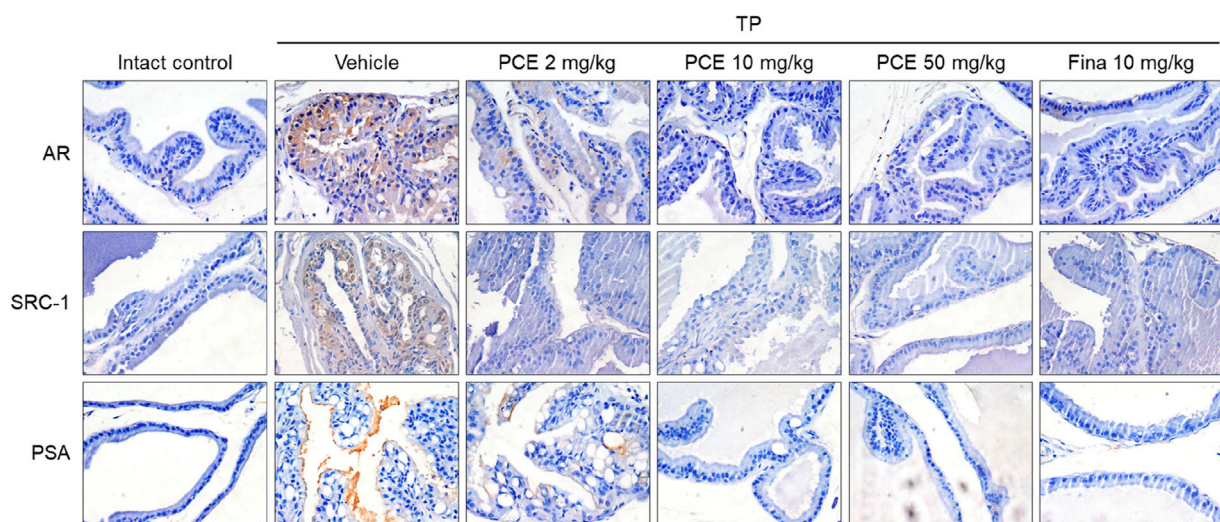 TP
Intact control Vehicle PCE 2 mg/kg PCE 10 mg/kg PCE 50 mg/kg Fina 10 mg/kg
AR
SRC-1
PSA